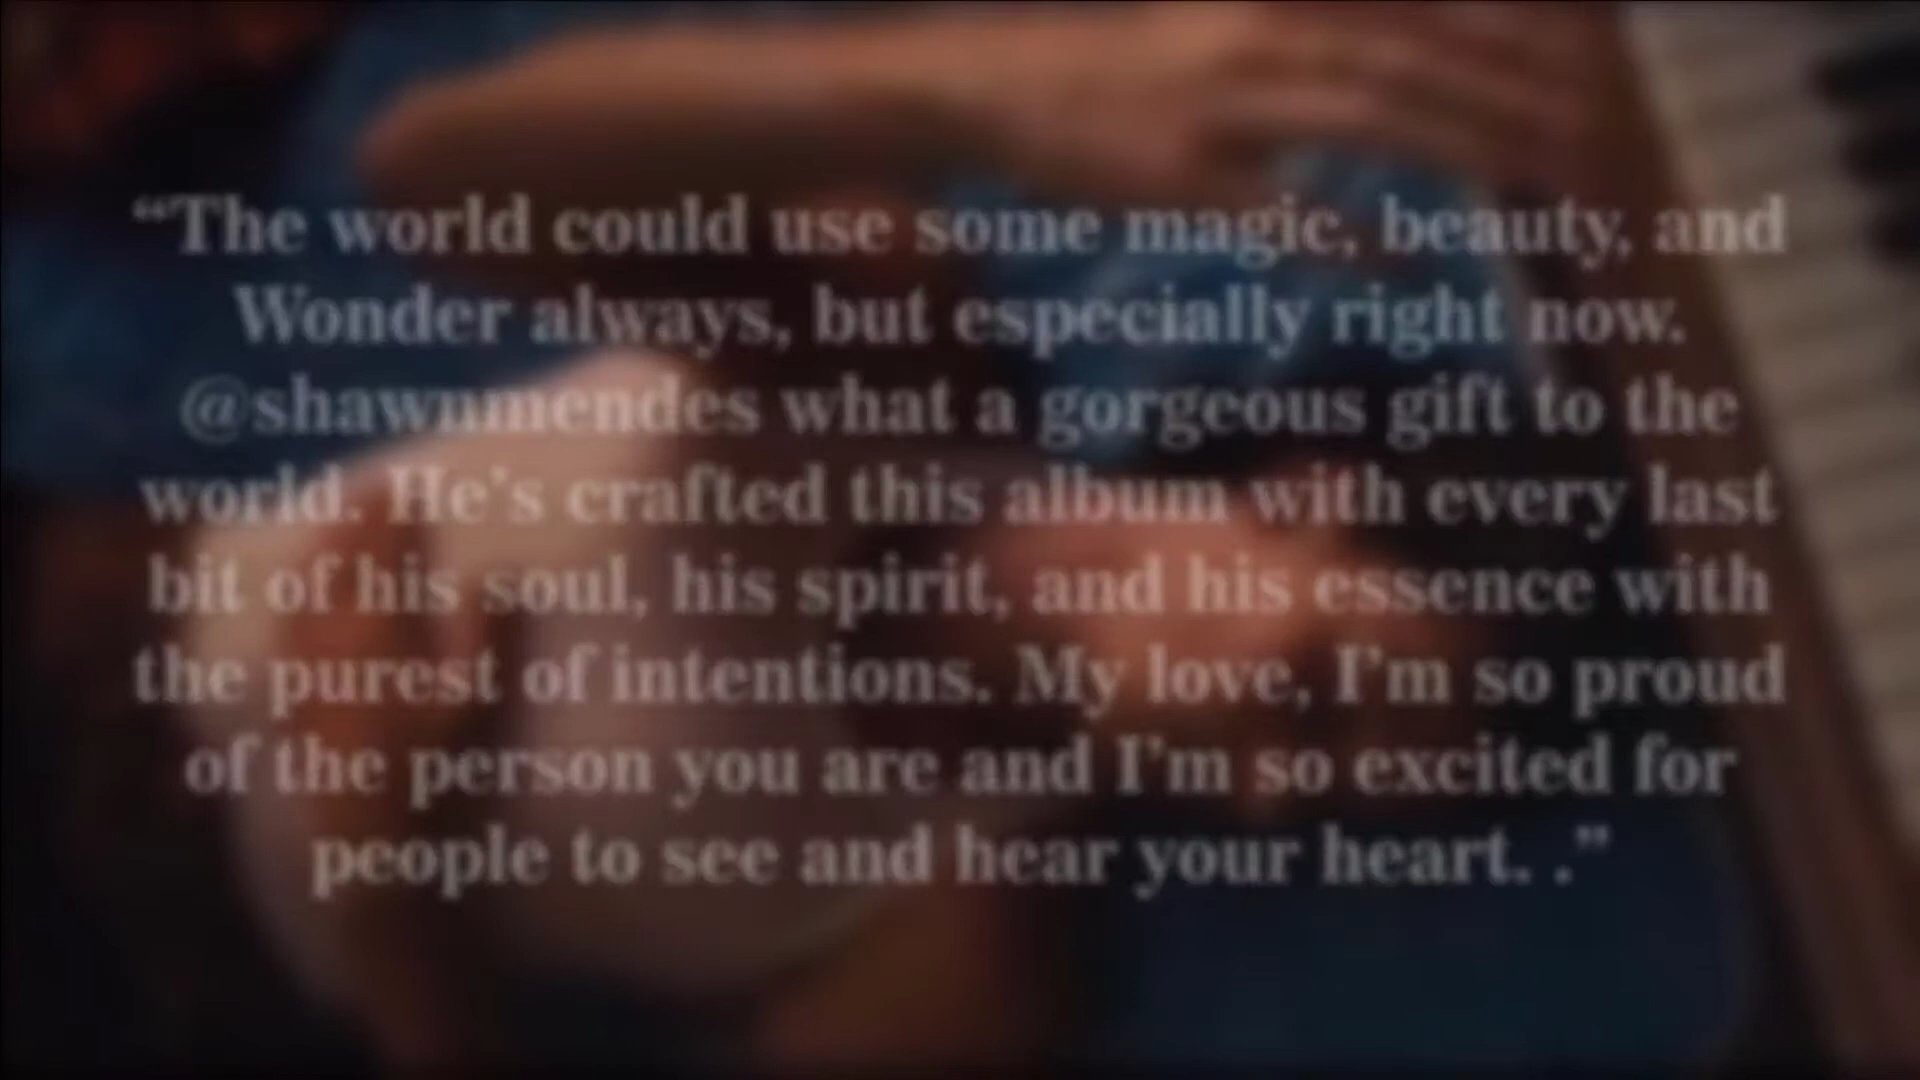 “The world could use some magic, beauty, and
Wonder always, but especially right now.
@shawnmendes what a gorgeous gift to the
world. He’s crafted this album with every last
bit of his soul, his spirit, and his essence with
the purest of intentions. My love, I’m so proud
of the person you are and I’m so excited for
people to see and hear your heart. .”